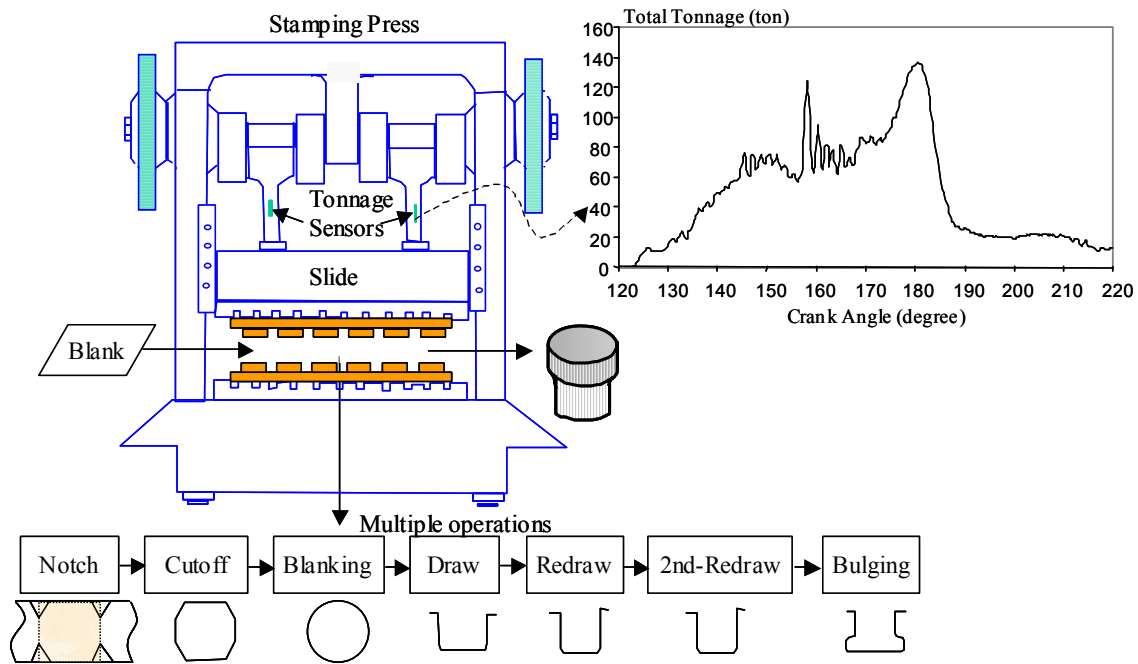 Stamping Press
Total Tonnage (ton)
160
140
120
100
80
60
40
20
0
120 130 140 150 160 170 180 190 200 210 220
Crank Angle (degree)
Tonnage
Sensors
Slide
Blank
Multiple operations
Notch
Cutoff
Blanking
Draw
Redraw
2nd-Redraw
Bulging